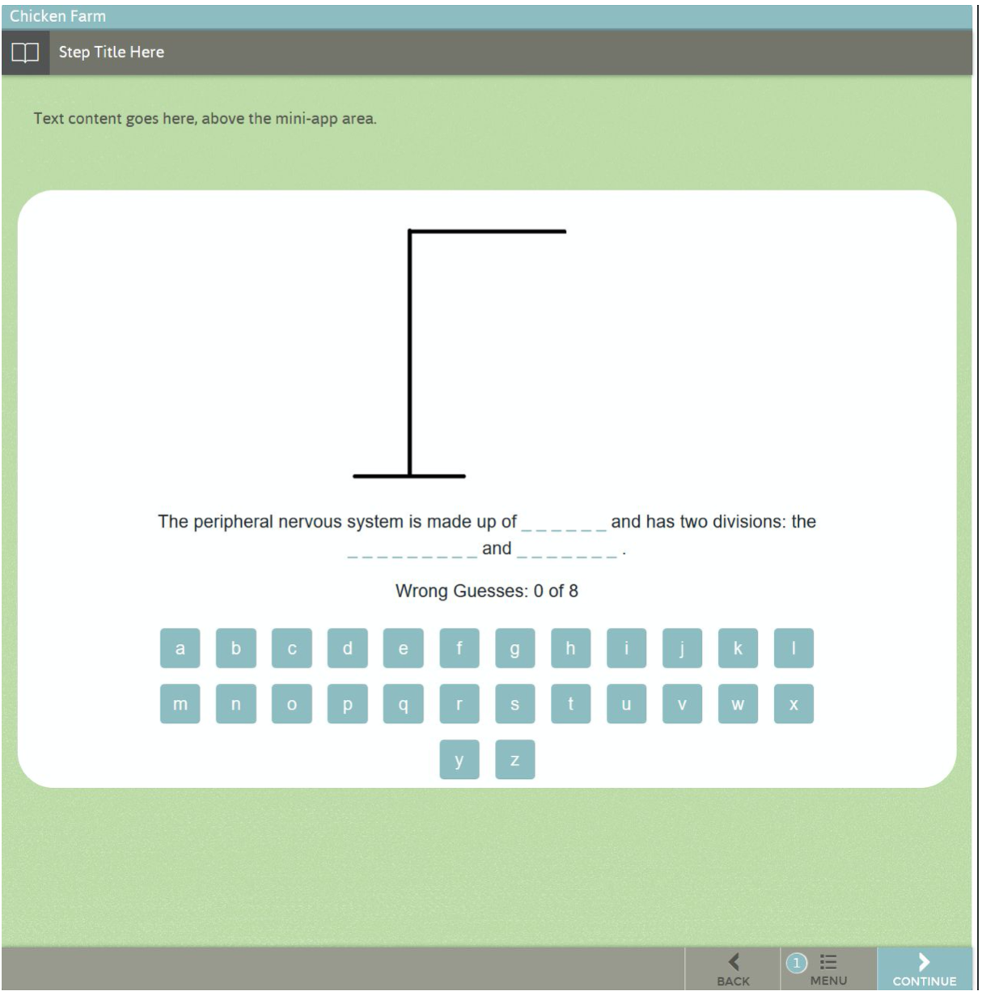 Chicken Farm
Step Title Here
Text content goes here, above the mini-app area.
The peripheral nervous system is made up of _ _ _ _ _ _ and has two divisions: the
_ _ _ _ _ _ _ _ _ and _ _ _ _ _ _ _ .
Wrong Guesses: 0 of 8
a b c d e f g h i j k l
m n o p q r s t u v w x
y z
1
BACK MENU CONTINUE